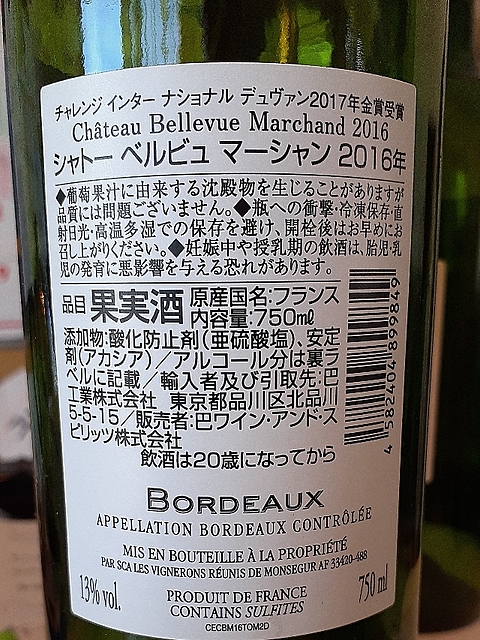 チャレンジ インター ナショナル デュヴァン2017年金賞受賞
Château Bellevue Marchand 2016
シャトー ベルビュ マーシャン 2016年
◆葡萄果汁に由来する沈殿物を生じることがありますが
品質には問題ございません。◆瓶への衝撃・冷凍保存・直
射日光・高温多湿での保存を避け、開栓後はお早めにお
召し上がりください。◆妊娠中や授乳期の飲酒は、胎児・乳
児の発育に悪影響を与える恐れがあります。
品目 果実酒 原産国名:フランス
内容量:750mℓ
添加物:酸化防止剤(亜硫酸塩)、安定
剤(アカシア)/アルコール分は裏ラ
ベルに記載/輸入者及び引取先:巴
工業株式会社 東京都品川区北品川
5-5-15/販売者:巴ワイン・アンド・ス
ピリッツ株式会社
飲酒は20歳になってから
4 582404 899849
BORDEAUX
APPELLATION BORDEAUX CONTRÔLÉE
MIS EN BOUTEILLE À LA PROPRIÉTÉ
PAR SCA LES VIGNERONS RÉUNIS DE MONSEGUR AF 33420-488
13% vol.
PRODUIT DE FRANCE
750 ml
CONTAINS SULFITES
CECBM16TOM2D